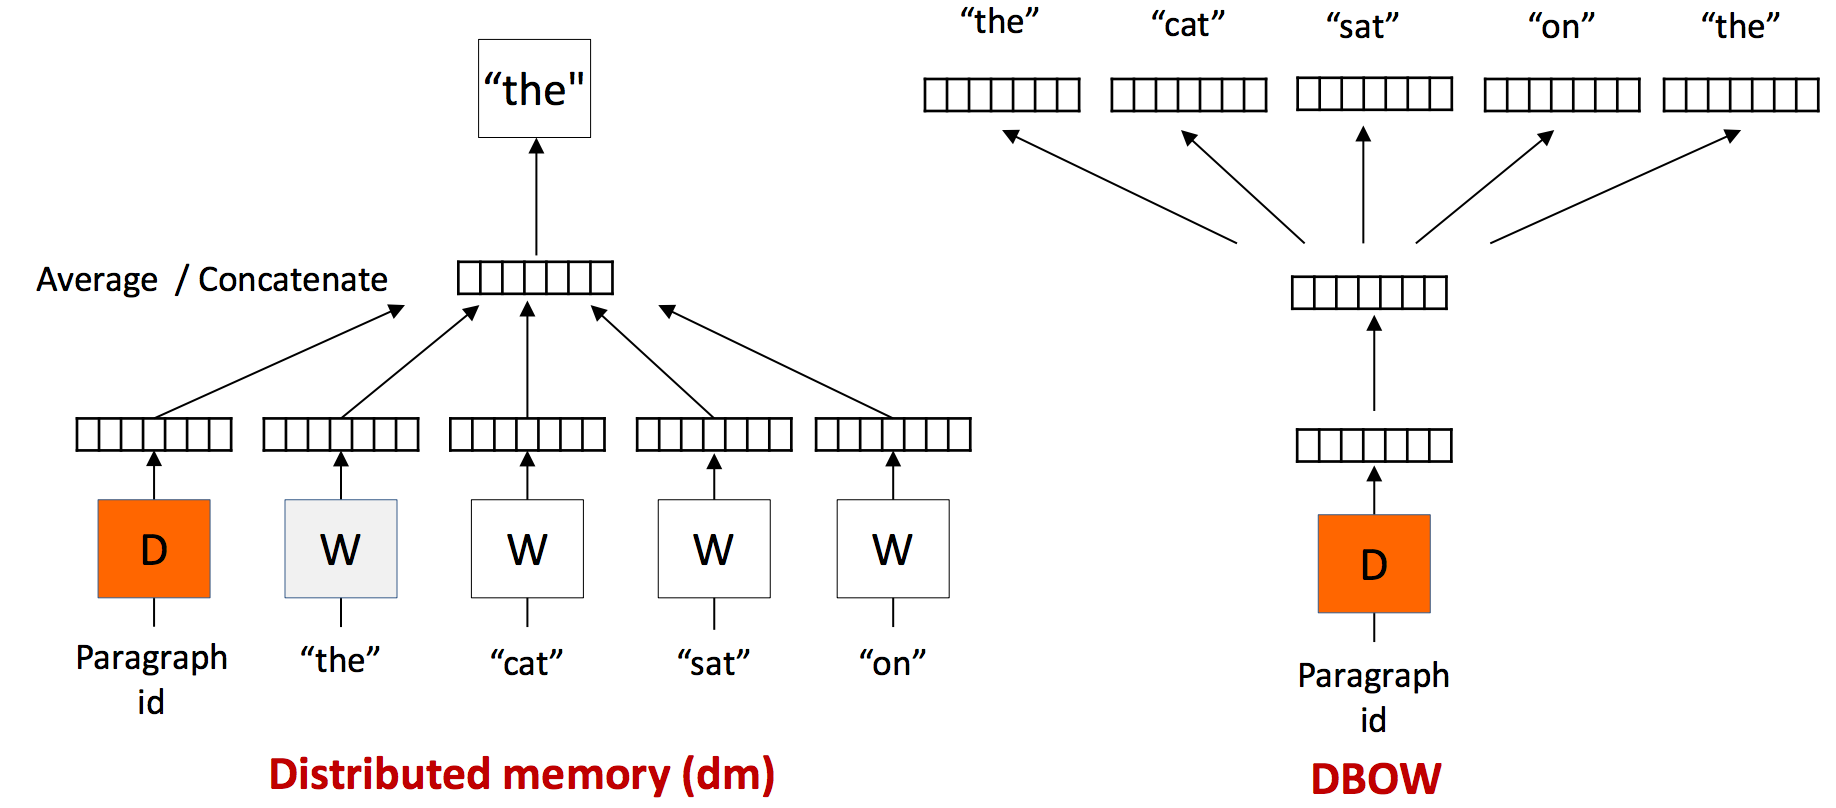 “the"
Average / Concatenate
D
W
W
W
W
Paragraph
id
“the”
“cat”
“sat”
“on”
Distributed memory (dm)
“the”
“cat”
“sat”
“on”
“the”
D
Paragraph
id
DBOW